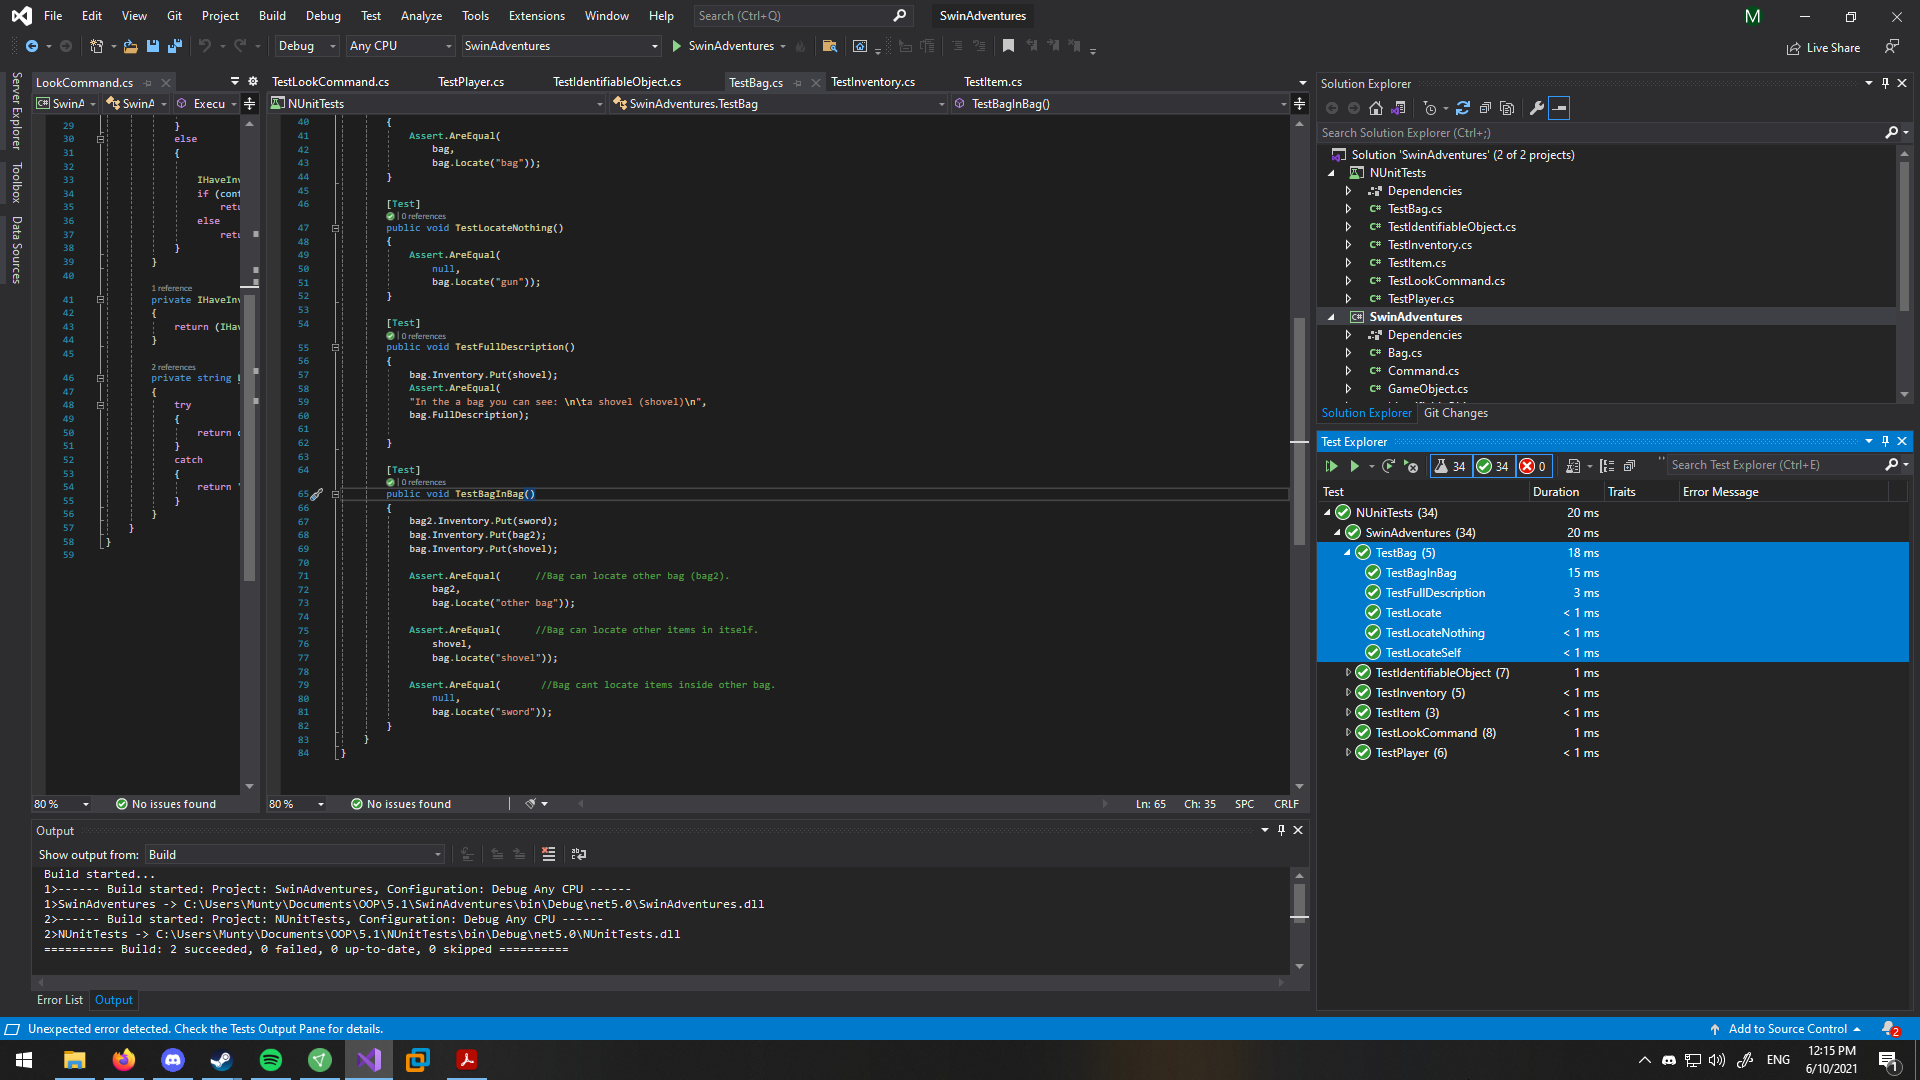 File Edit View Git Project Build Debug Test Analyze Tools Extensions Window Help Search (Ctrl+Q) SwinAdventures M
Debug Any CPU SwinAdventures SwinAdventures Live Share
Server Explorer
Toolbox
Data Sources
LookCommand.cs
SwinA SwinA Execu
29 }
30 else
31 {
32
33 IHaveInv
34 if (cont
35 retu
36 else
37 retu
38 }
39 }
40
1 reference
41 private IHaveInv
42 {
43 return (IHav
44 }
45
2 references
46 private string L
47 {
48 try
49 {
50 return c
51 }
52 catch
53 {
54 return "
55 }
56 }
57 }
58 }
59
80 % No issues found
TestLookCommand.cs TestPlayer.cs TestIdentifiableObject.cs TestBag.cs TestInventory.cs TestItem.cs
NUnitTests SwinAdventures.TestBag TestBagInBag()
40 {
41 Assert.AreEqual(
42 bag,
43 bag.Locate("bag"));
44 }
45
46 [Test]
0 references
47 public void TestLocateNothing()
48 {
49 Assert.AreEqual(
50 null,
51 bag.Locate("gun"));
52 }
53
54 [Test]
0 references
55 public void TestFullDescription()
56 {
57 bag.Inventory.Put(shovel);
58 Assert.AreEqual(
59 "In the a bag you can see: \n\ta shovel (shovel)\n",
60 bag.FullDescription);
61
62 }
63
64 [Test]
0 references
65 public void TestBagInBag()
66 {
67 bag2.Inventory.Put(sword);
68 bag.Inventory.Put(bag2);
69 bag.Inventory.Put(shovel);
70
71 Assert.AreEqual( //Bag can locate other bag (bag2).
72 bag2,
73 bag.Locate("other bag"));
74
75 Assert.AreEqual( //Bag can locate other items in itself.
76 shovel,
77 bag.Locate("shovel"));
78
79 Assert.AreEqual( //Bag cant locate items inside other bag.
80 null,
81 bag.Locate("sword"));
82 }
83 }
84 }
80 % No issues found Ln: 65 Ch: 35 SPC CRLF
Output
Show output from: Build
Build started...
1>------ Build started: Project: SwinAdventures, Configuration: Debug Any CPU ------
1>SwinAdventures -> C:\Users\Munty\Documents\OOP\5.1\SwinAdventures\bin\Debug\net5.0\SwinAdventures.dll
2>------ Build started: Project: NUnitTests, Configuration: Debug Any CPU ------
2>NUnitTests -> C:\Users\Munty\Documents\OOP\5.1\NUnitTests\bin\Debug\net5.0\NUnitTests.dll
========== Build: 2 succeeded, 0 failed, 0 up-to-date, 0 skipped ==========
Error List Output
Solution Explorer
Search Solution Explorer (Ctrl+;)
Solution 'SwinAdventures' (2 of 2 projects)
NUnitTests
Dependencies
C# TestBag.cs
C# TestIdentifiableObject.cs
C# TestInventory.cs
C# TestItem.cs
C# TestLookCommand.cs
C# TestPlayer.cs
C# SwinAdventures
Dependencies
C# Bag.cs
C# Command.cs
C# GameObject.cs
Solution Explorer Git Changes
Test Explorer
34 34 0 Search Test Explorer (Ctrl+E)
Test Duration Traits Error Message
NUnitTests (34) 20 ms
SwinAdventures (34) 20 ms
TestBag (5) 18 ms
TestBagInBag 15 ms
TestFullDescription 3 ms
TestLocate < 1 ms
TestLocateNothing < 1 ms
TestLocateSelf < 1 ms
TestIdentifiableObject (7) 1 ms
TestInventory (5) < 1 ms
TestItem (3) < 1 ms
TestLookCommand (8) 1 ms
TestPlayer (6) < 1 ms
Unexpected error detected. Check the Tests Output Pane for details. Add to Source Control 2
ENG 12:15 PM
6/10/2021
1